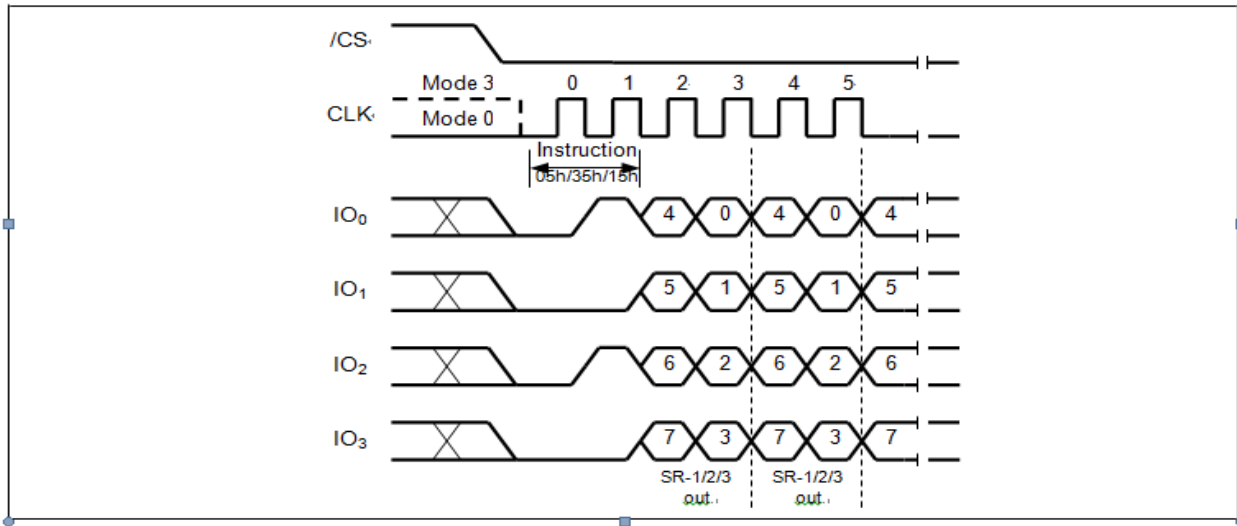 /CS
Mode 3 0 1 2 3 4 5
CLK
Mode 0
Instruction
05h/35h/15h
IO0 4 0 4 0 4
IO1 5 1 5 1 5
IO2 6 2 6 2 6
IO3 7 3 7 3 7
SR-1/2/3 SR-1/2/3
out out